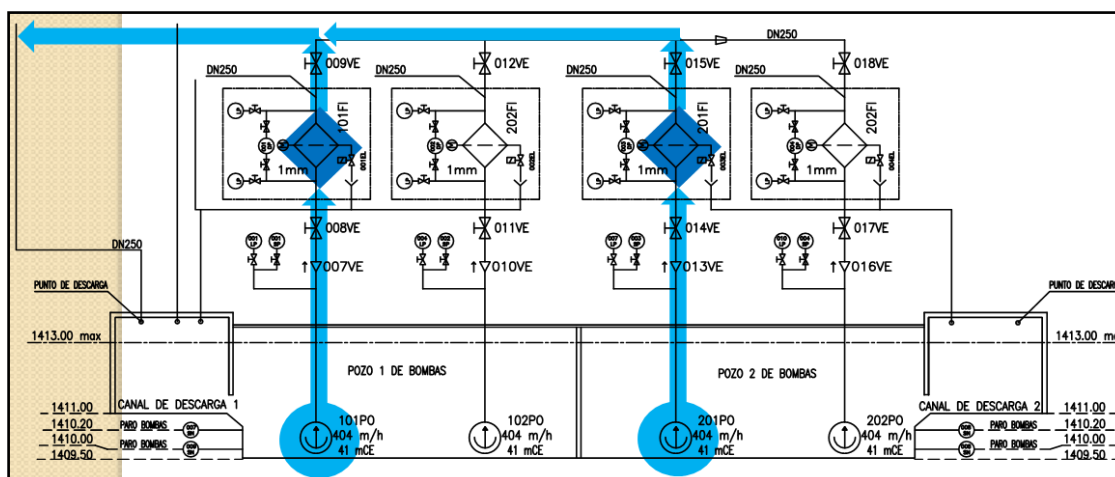 DN250
009VE
012VE
015VE
018VE
DN250
DN250
DN250
DN250
101FI
202FI
201FI
202FI
1mm
1mm
1mm
1mm
008VE
011VE
014VE
017VE
DN250
007VE
010VE
013VE
016VE
PUNTO DE DESCARGA
PUNTO DE DESCARG
1413.00 max
1413.00 m
POZO 1 DE BOMBAS
POZO 2 DE BOMBAS
CANAL DE DESCARGA 1
CANAL DE DESCARGA 2
1411.00
1411.00
1410.20
PARO BOMBAS
PARO BOMBAS
1410.20
1410.00
PARO BOMBAS
PARO BOMBAS
1410.00
1409.50
1409.50
101PO
404 m/h
41 mCE
102PO
404 m/h
41 mCE
201PO
404 m/h
41 mCE
202PO
404 m/h
41 mCE